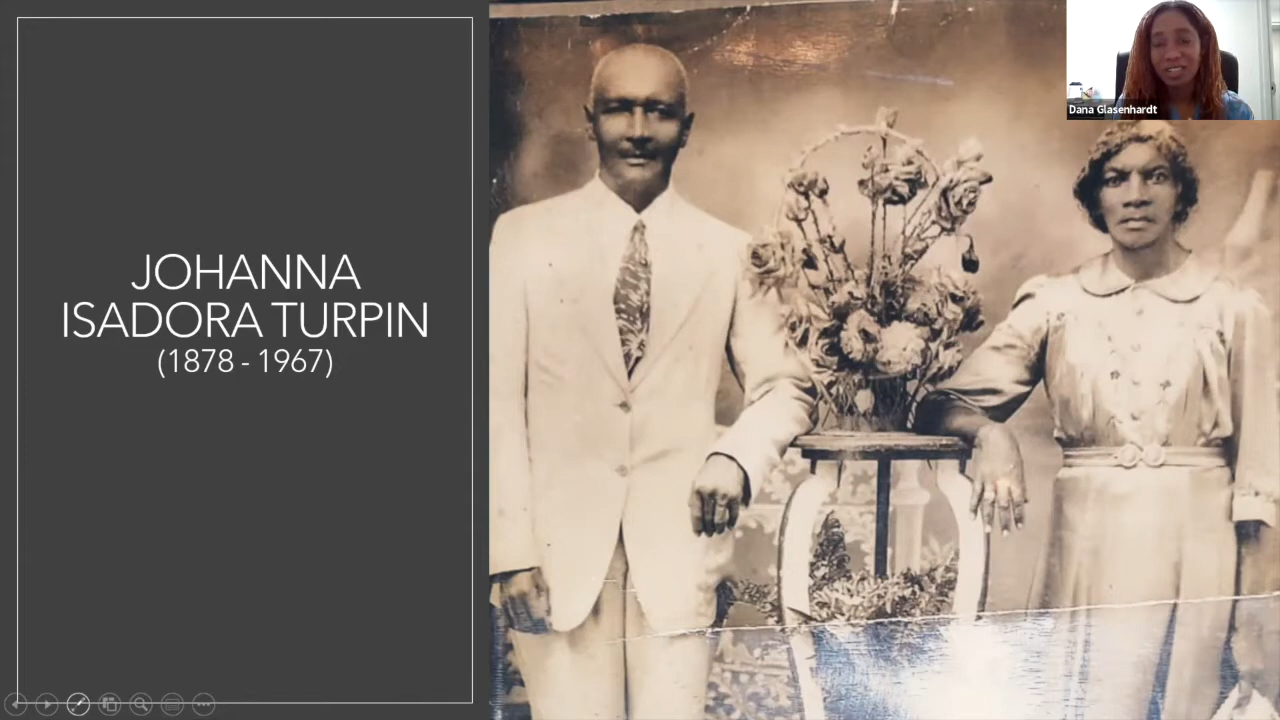 JOHANNA
ISADORA TURPIN
(1878 - 1967)
Dana Glasenhardt